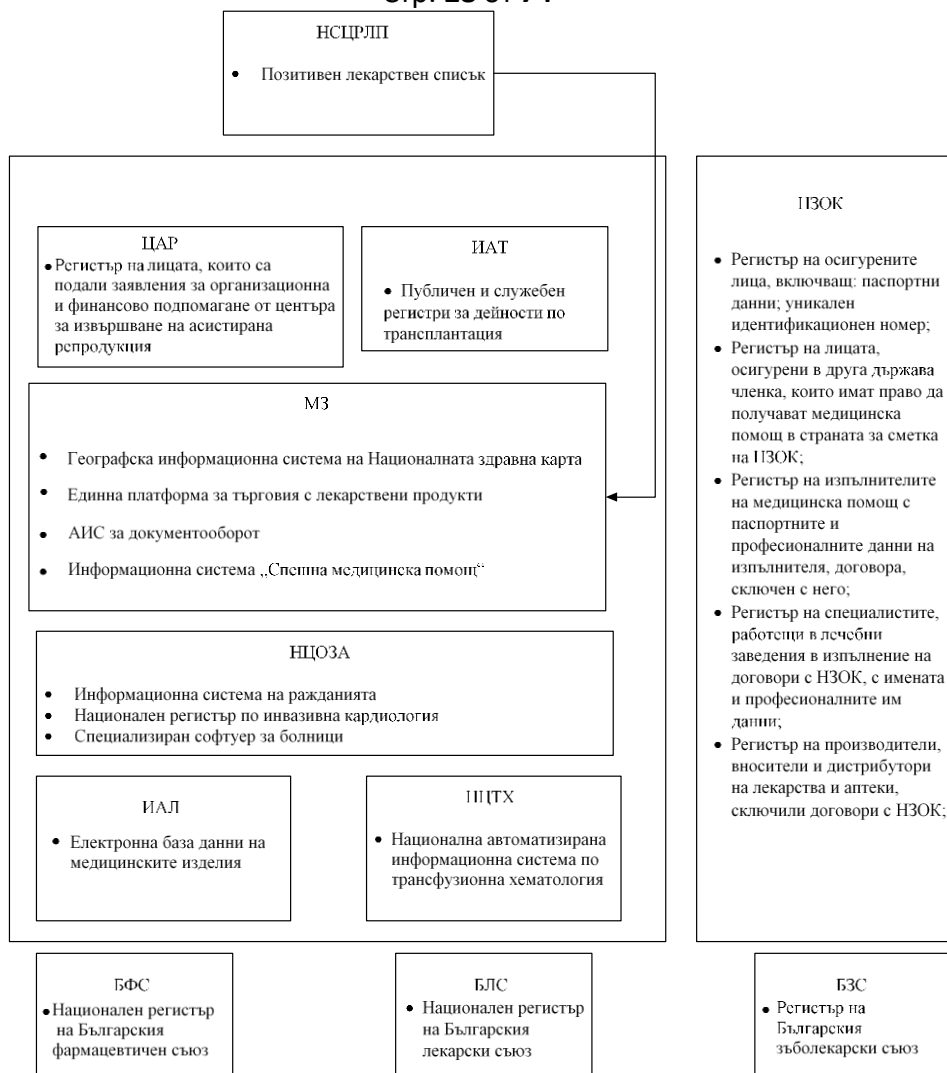 НСЦРЛП
• Позитивен лекарствен списък
ЦАР
• Регистър на лицата, които са
подали заявления за организационна
и финансово подпомагане от центъра
за извършване на асистирана
репродукция
ИАТ
• Публичен и служебен
регистри за дейности по
трансплантация
МЗ
• Географска информационна система на Националната здравна карта
• Единна платформа за търговия с лекарствени продукти
• АИС за документооборот
• Информационна система „Спешна медицинска помощ“
НЦОЗА
• Информационна система на ражданията
• Национален регистър по инвазивна кардиология
• Специализиран софтуер за болници
ИАЛ
• Електронна база данни на
медицинските изделия
НЦТХ
• Национална автоматизирана
информационна система по
трансфузионна хематология
НЗОК
• Регистър на осигурените
лица, включващ: паспортни
данни; уникален
идентификационен номер;
• Регистър на лицата,
осигурени в друга държава
членка, които имат право да
получават медицинска
помощ в страната за сметка
на НЗОК;
• Регистър на изпълнителите
на медицинска помощ с
паспортните и
професионалните данни на
изпълнителя, договора,
сключен с него;
• Регистър на специалистите,
работещи в лечебни
заведения в изпълнение на
договори с НЗОК, с имената
и професионалните им
данни;
• Регистър на производители,
вносители и дистрибутори
на лекарства и аптеки,
сключили договори с НЗОК;
БФС
• Национален регистър
на Българския
фармацевтичен съюз
БЛС
• Национален регистър
на Българския
лекарски съюз
БЗС
• Регистър на
Българския
зъболекарски съюз